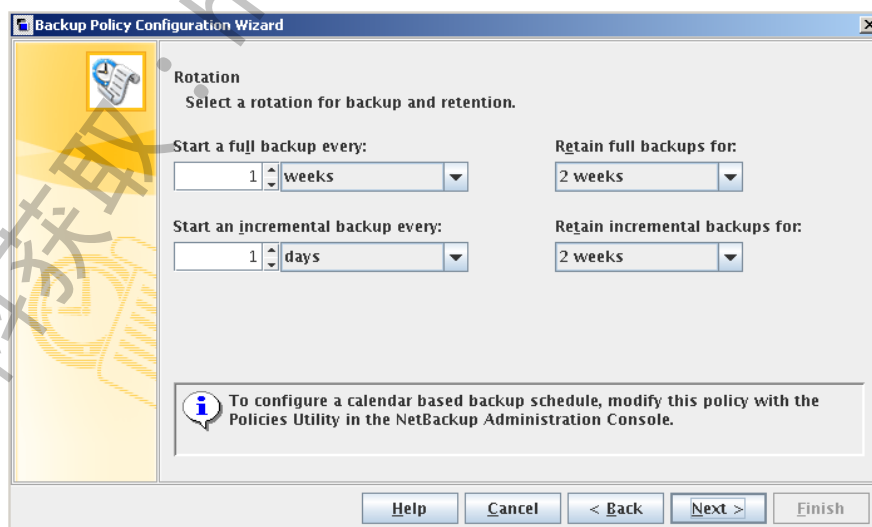 Backup Policy Configuration Wizard
Rotation
Select a rotation for backup and retention.
Start a full backup every:
Retain full backups for:
1 weeks
2 weeks
Start an incremental backup every:
Retain incremental backups for:
1 days
2 weeks
To configure a calendar based backup schedule, modify this policy with the
Policies Utility in the NetBackup Administration Console.
Help
Cancel
< Back
Next >
Finish